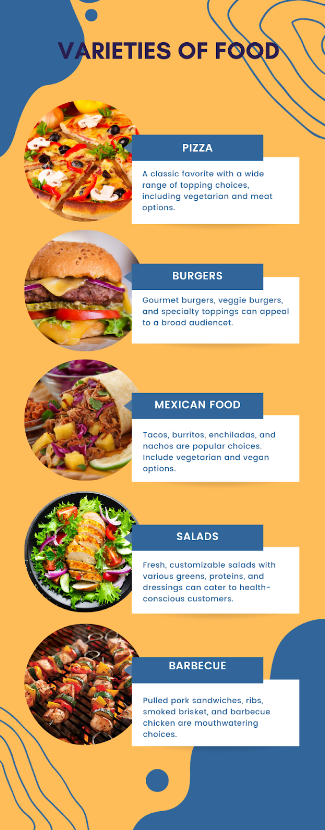 VARIETIES OF FOOD
PIZZA
A classic favorite with a wide
range of topping choices,
including vegetarian and meat
options.
BURGERS
Gourmet burgers, veggie burgers,
and specialty toppings can appeal
to a broad audiencet.
MEXICAN FOOD
Tacos, burritos, enchiladas, and
nachos are popular choices.
Include vegetarian and vegan
options.
SALADS
Fresh, customizable salads with
various greens, proteins, and
dressings can cater to health-
conscious customers.
BARBECUE
Pulled pork sandwiches, ribs,
smoked brisket, and barbecue
chicken are mouthwatering
choices.